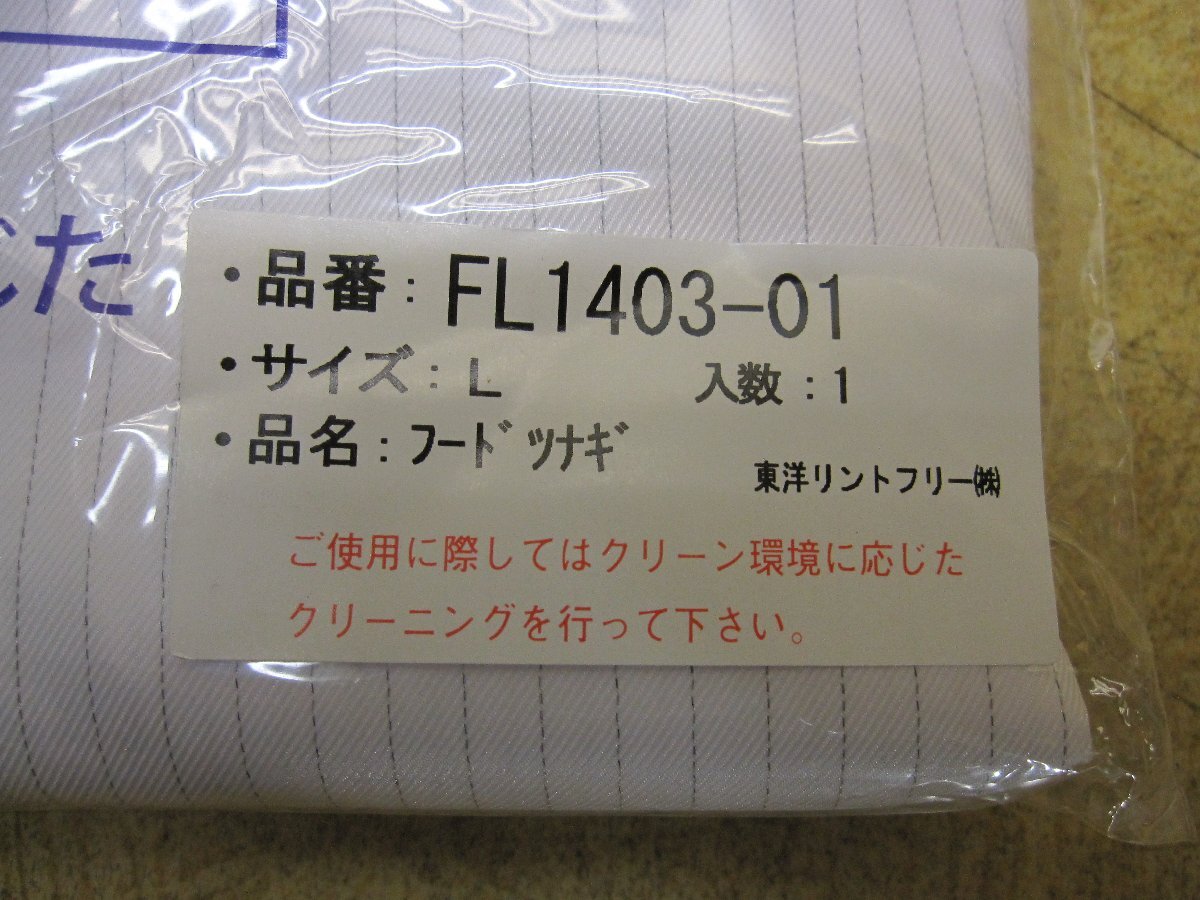 じた
・品番：FL1403-01
・サイズ：L 入数：1
・品名：フード ツナギ
東洋リントフリー㈱
ご使用に際してはクリーン環境に応じた
クリーニングを行って下さい。